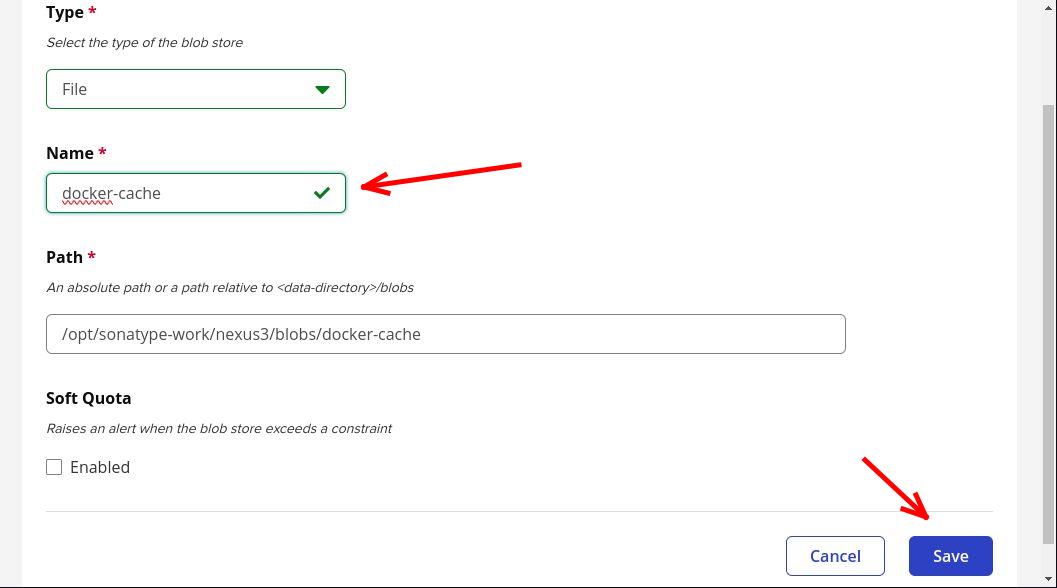 Type *
Select the type of the blob store
File
Name *
docker-cache
Path *
An absolute path or a path relative to <data-directory>/blobs
/opt/sonatype-work/nexus3/blobs/docker-cache
Soft Quota
Raises an alert when the blob store exceeds a constraint
Enabled
Cancel Save